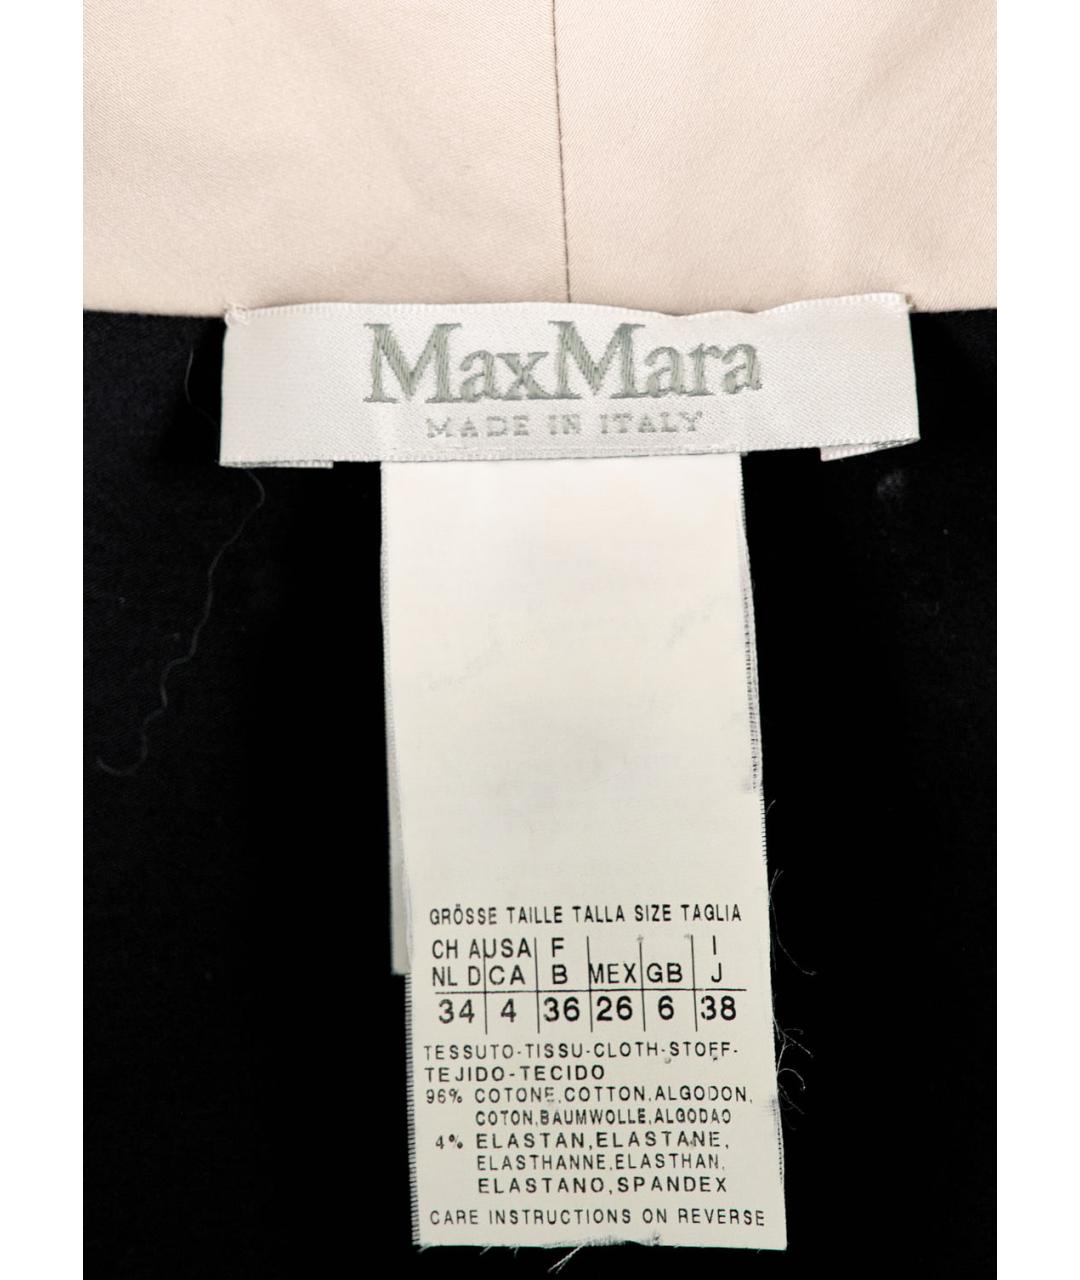 MaxMara
MADE IN ITALY
GRÖSSE TAILLE TALLA SIZE TAGLIA
CH A USA F I
NL D CA B MEX GB J
34 4 36 26 6 38
TESSUTO-TISSU-CLOTH-STOFF-
TEJIDO-TECIDO
96% COTONE,COTTON,ALGODON,
COTON,BAUMWOLLE,ALGODAO
4% ELASTAN,ELASTANE,
ELASTHANNE,ELASTHAN,
ELASTANO,SPANDEX
CARE INSTRUCTIONS ON REVERSE